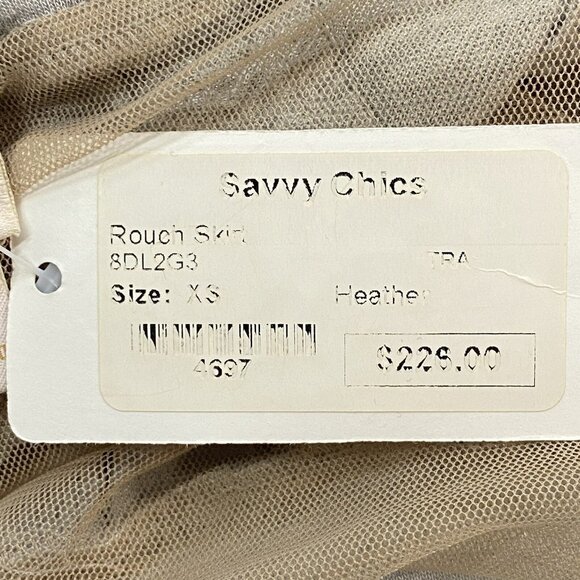 Savvy Chics
Rouch Skirt
8DL2G3 TRA
Size: XS Heather
4697
$226.00